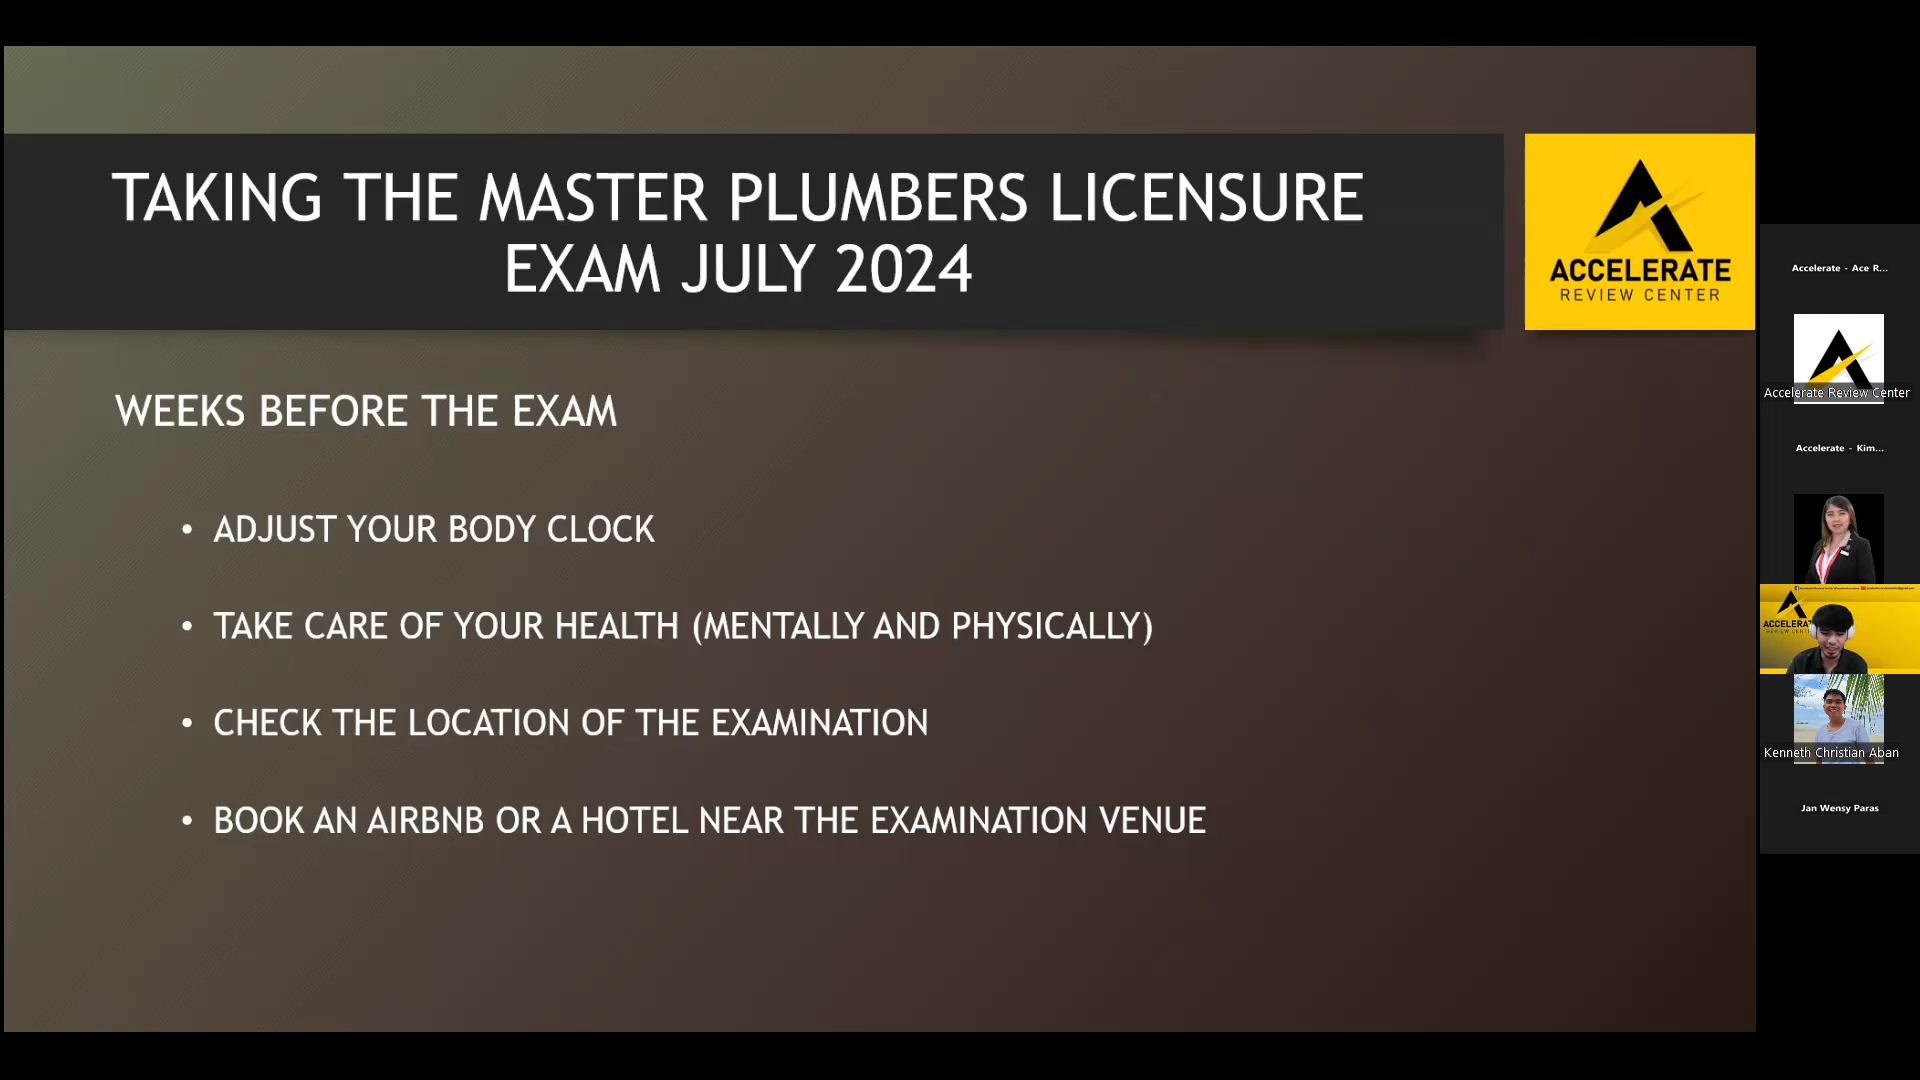 TAKING THE MASTER PLUMBERS LICENSURE
EXAM JULY 2024
ACCELERATE
REVIEW CENTER
WEEKS BEFORE THE EXAM
• ADJUST YOUR BODY CLOCK
• TAKE CARE OF YOUR HEALTH (MENTALLY AND PHYSICALLY)
• CHECK THE LOCATION OF THE EXAMINATION
• BOOK AN AIRBNB OR A HOTEL NEAR THE EXAMINATION VENUE
Accelerate - Ace R...
Accelerate Review Center
Accelerate - Kim...
Kenneth Christian Aban
Jan Wensy Paras